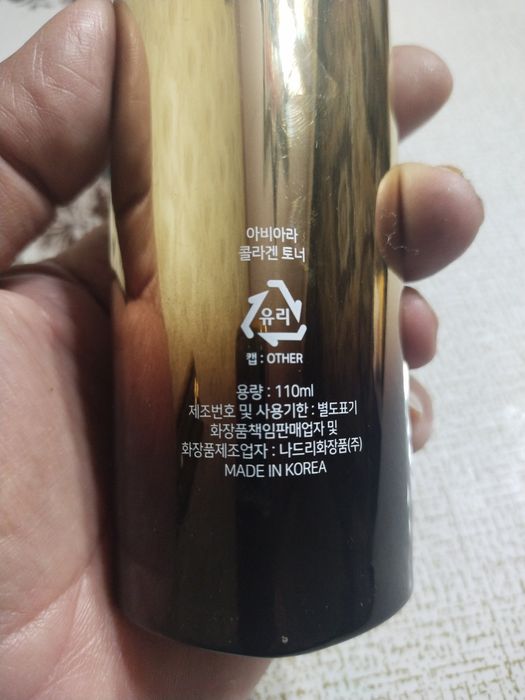 아비아라
콜라겐 토너
유리
캡 : OTHER
용량 : 110ml
제조번호 및 사용기한 : 별도표기
화장품책임판매업자 및
화장품제조업자 : 나드리화장품(주)
MADE IN KOREA